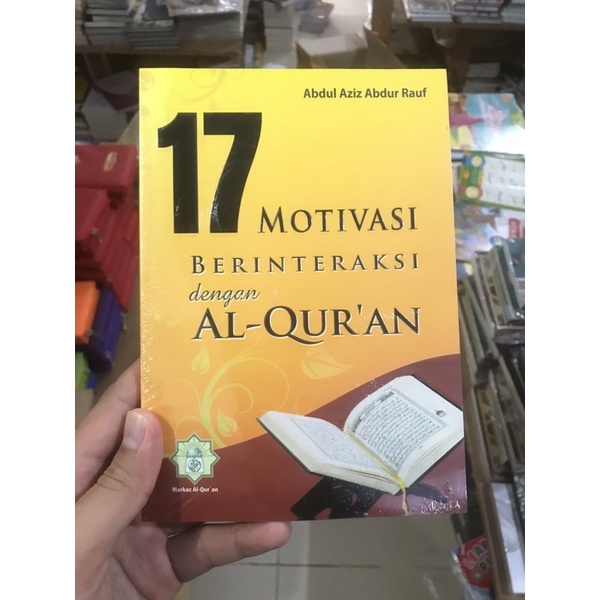 Abdul Aziz Abdur Rauf
17 MOTIVASI
BERINTERAKSI
dengan
AL-QUR'AN
Markaz Al-Qur'an